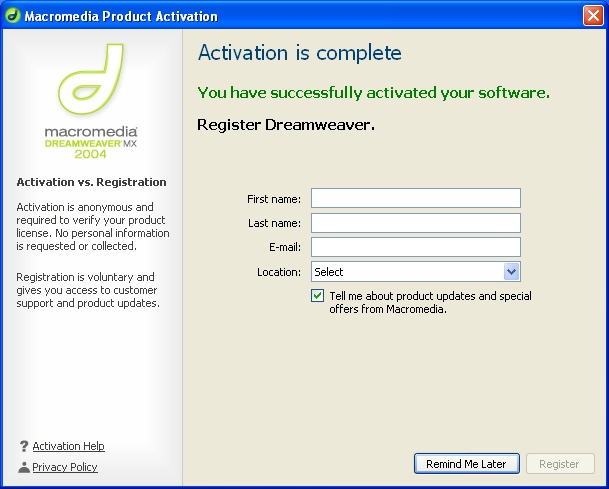 Macromedia Product Activation
macromedia
DREAMWEAVER MX
2004
Activation vs. Registration
Activation is anonymous and
required to verify your product
license. No personal information
is requested or collected.
Registration is voluntary and
gives you access to customer
support and product updates.
? Activation Help
Privacy Policy
Activation is complete
You have successfully activated your software.
Register Dreamweaver.
First name:
Last name:
E-mail:
Location: Select
Tell me about product updates and special
offers from Macromedia.
Remind Me Later Register